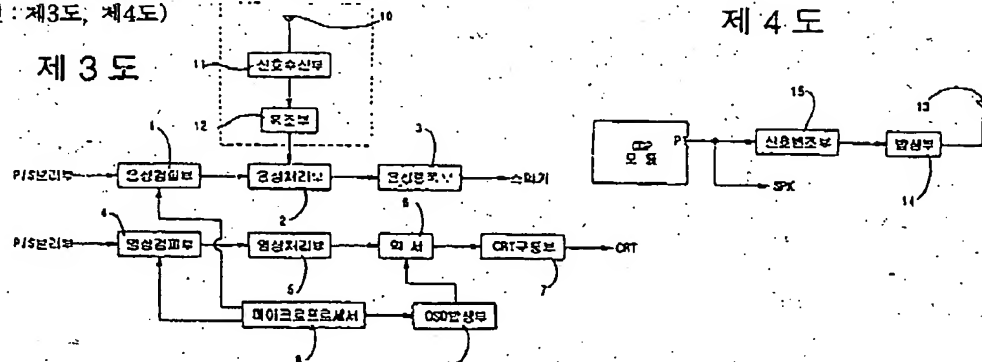 : 제3도, 제4도)
제 3 도
10
11
신호수신부
12
복조부
1
3
P/S분리부
음성검파부
음성처리부
음성증폭부
스피커
2
4
6
P/S분리부
영상검파부
영상처리부
믹 서
CRT구동부
CRT
5
7
마이크로프로세서
OSD발생부
8
제 4 도
15
13
P1
신호변조부
발생부
SPK
14